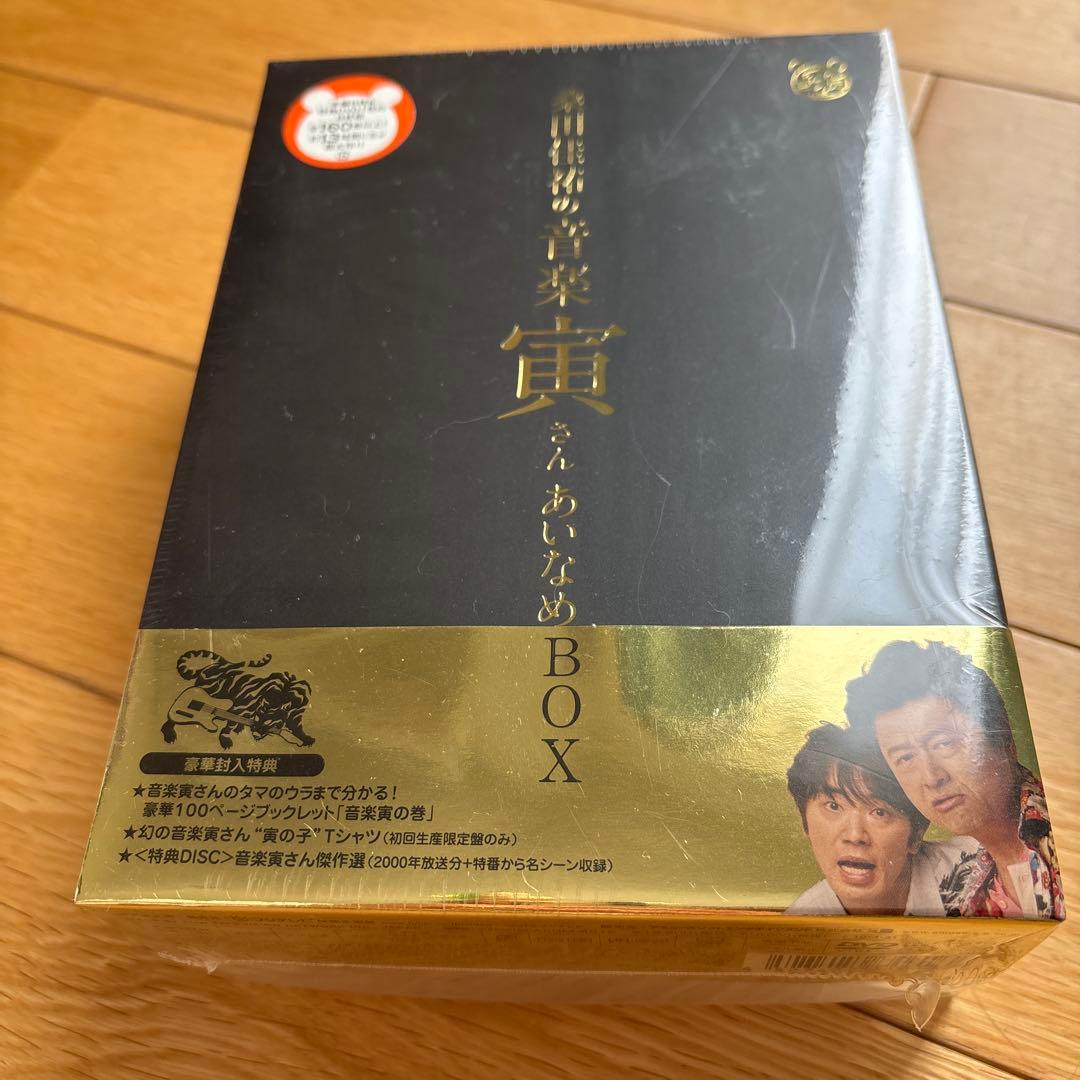 桑田佳祐の音楽寅さん あいなめBOX
豪華封入特典
★音楽寅さんのタマのウラまで分かる！
豪華100ページブックレット「音楽寅の巻」
★幻の音楽寅さん“寅の子”Tシャツ（初回生産限定盤のみ）
★<特典DISC>音楽寅さん傑作選（2000年放送分+特番から名シーン収録）